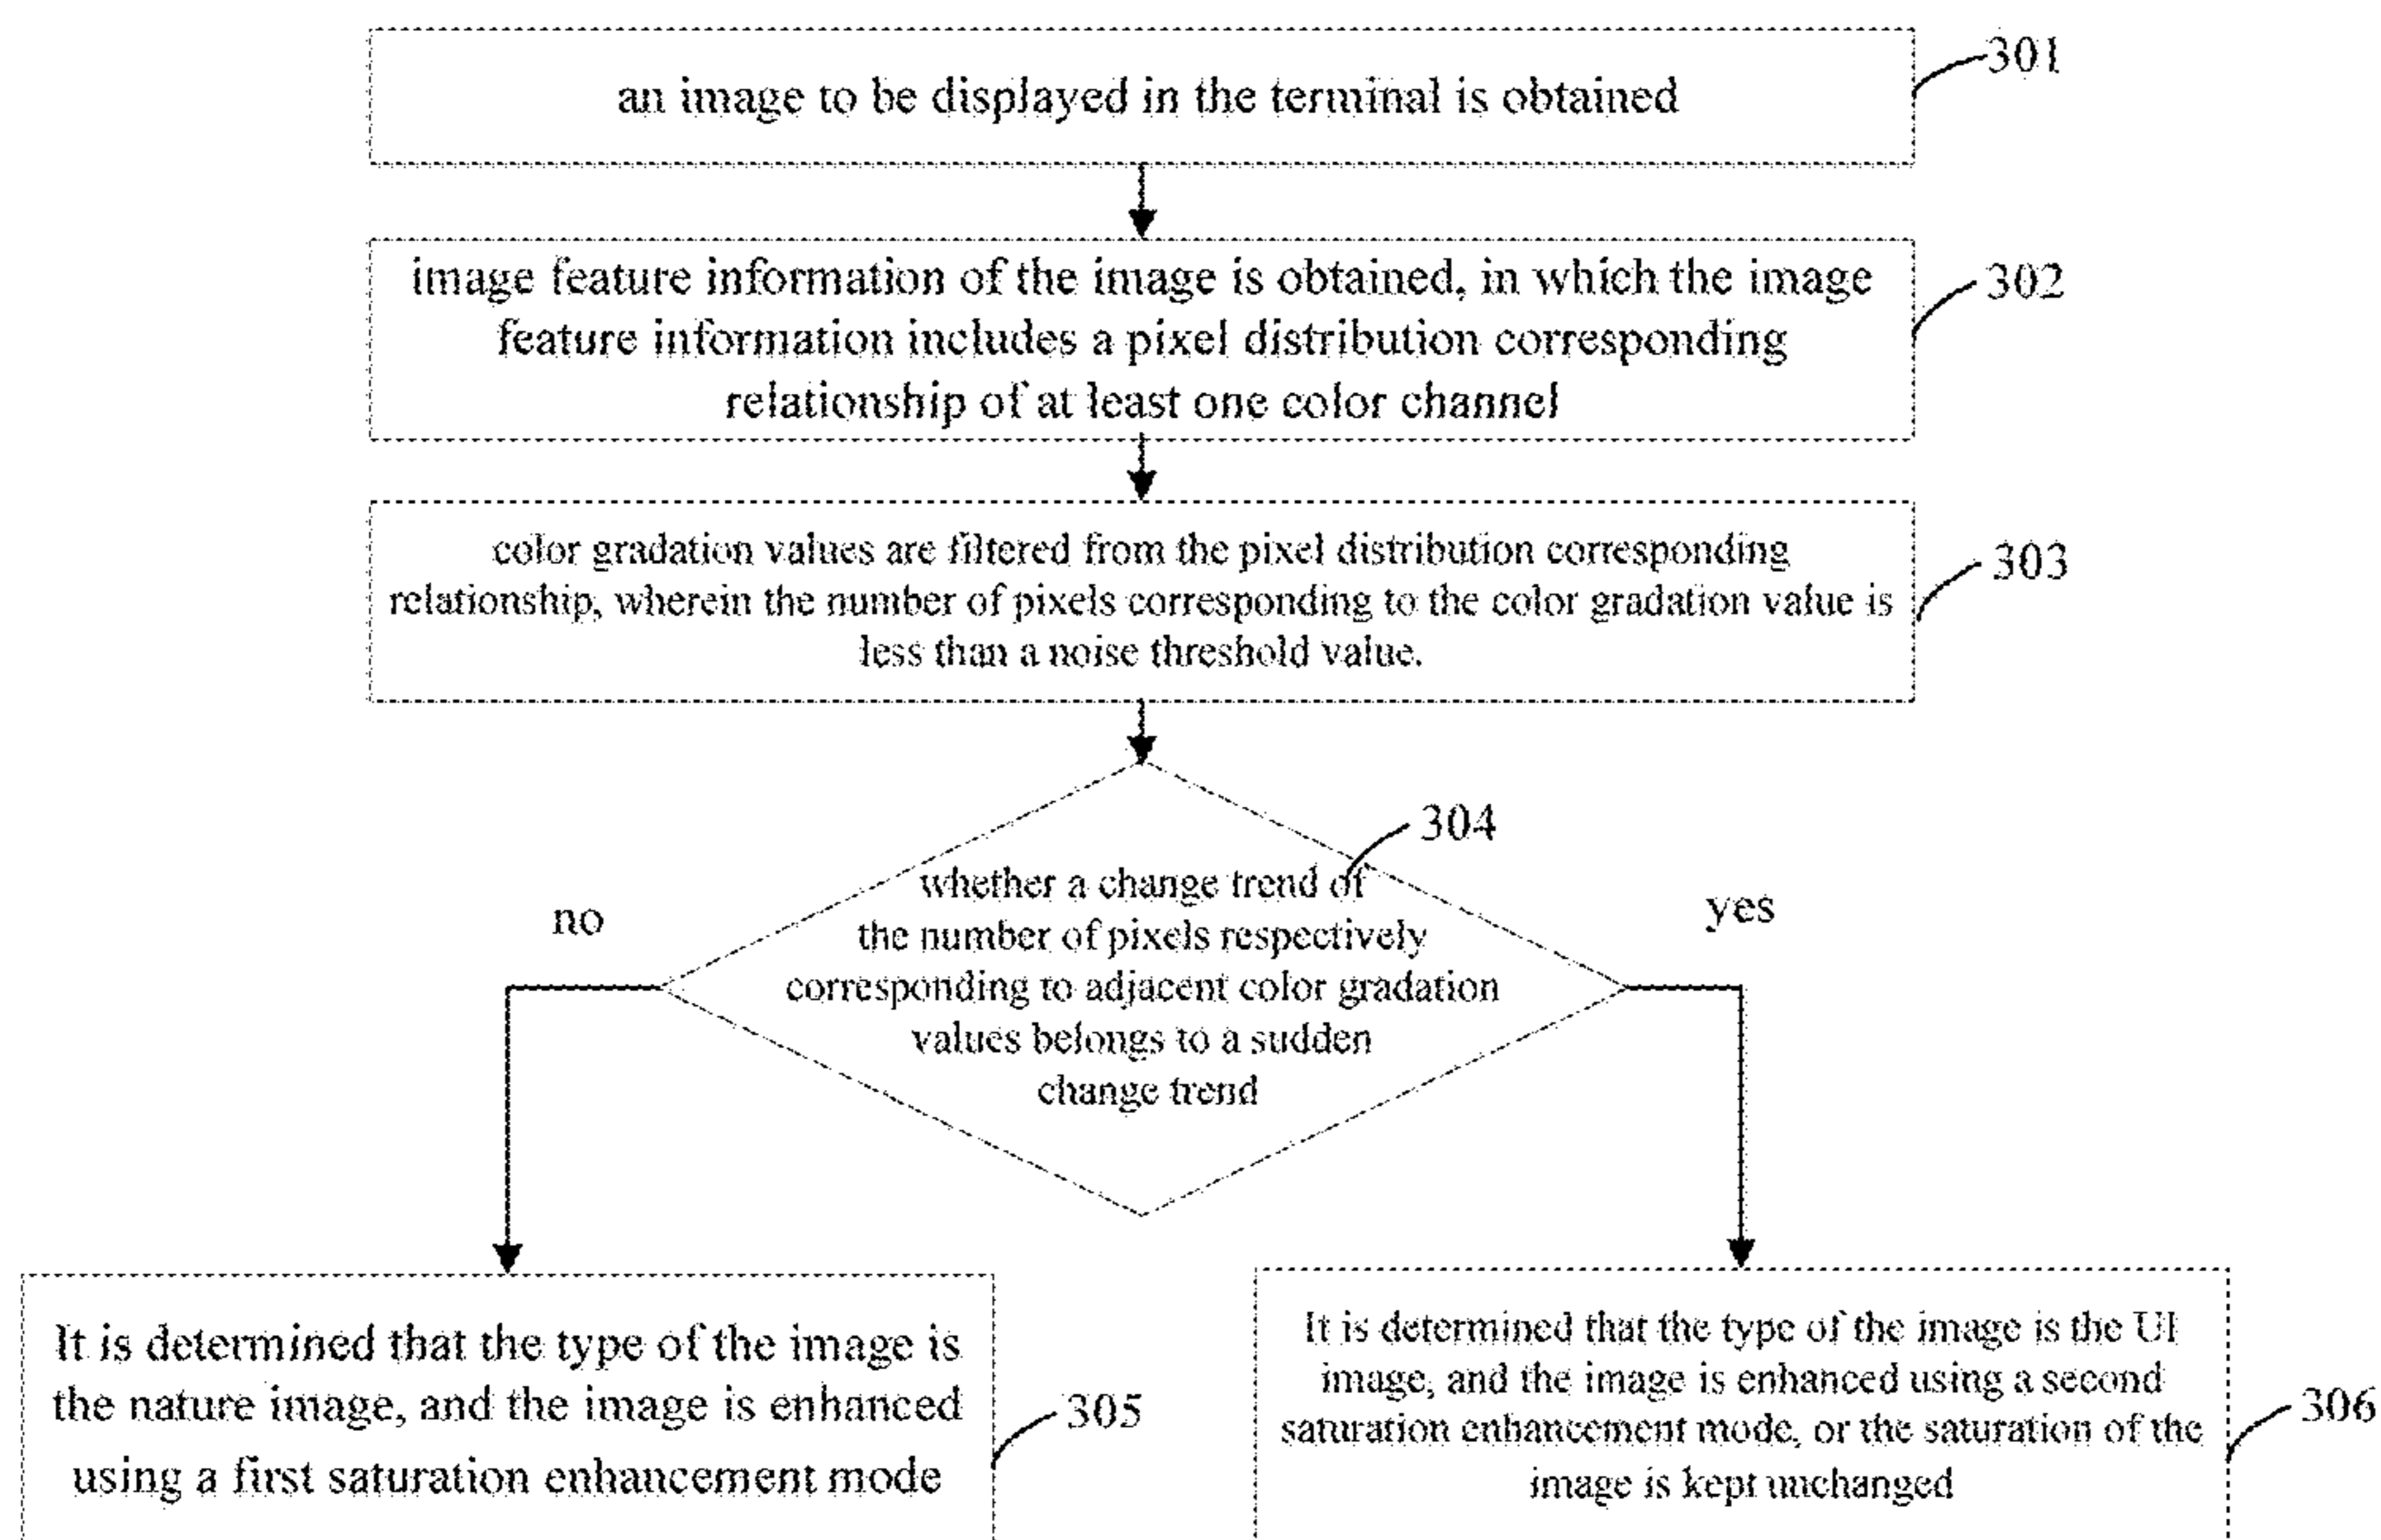 an image to be displayed in the terminal is obtained
301
image feature information of the image is obtained, in which the image
feature information includes a pixel distribution corresponding
relationship of at least one color channel
302
color gradation values are filtered from the pixel distribution corresponding
relationship, wherein the number of pixels corresponding to the color gradation value is
less than a noise threshold value.
303
304
whether a change trend of
the number of pixels respectively
corresponding to adjacent color gradation
values belongs to a sudden
change trend
no
yes
It is determined that the type of the image is
the nature image, and the image is enhanced
using a first saturation enhancement mode
305
It is determined that the type of the image is the UI
image, and the image is enhanced using a second
saturation enhancement mode, or the saturation of the
image is kept unchanged
306